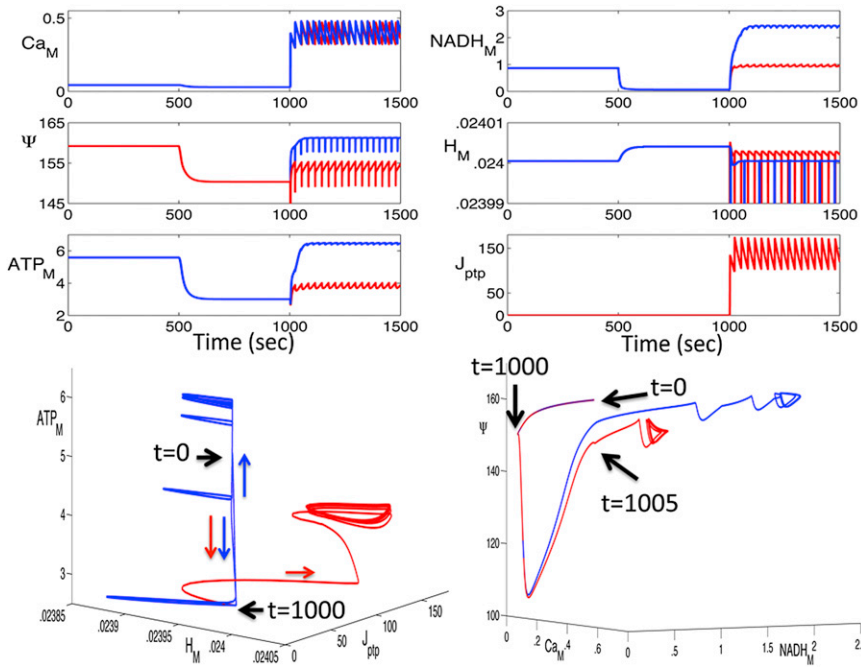 Ca_M
0.5
0
0 500 1000 1500
NADH_M
3
2
1
0
0 500 1000 1500
Ψ
165
155
145
0 500 1000 1500
H_M
.02401
.024
.02399
0 500 1000 1500
ATP_M
6
4
2
0 500 1000 1500
Time (sec)
J_ptp
150
100
50
0
0 500 1000 1500
Time (sec)
ATP_M
6
5
4
3
t=0
t=1000
.02385
.0239
.02395
.024
.02405
H_M
0
50
100
150
J_ptp
t=1000
t=0
t=1005
Ψ
160
140
120
100
0
.2
.4
.6
Ca_M
0
0.5
1
1.5
2
NADH_M